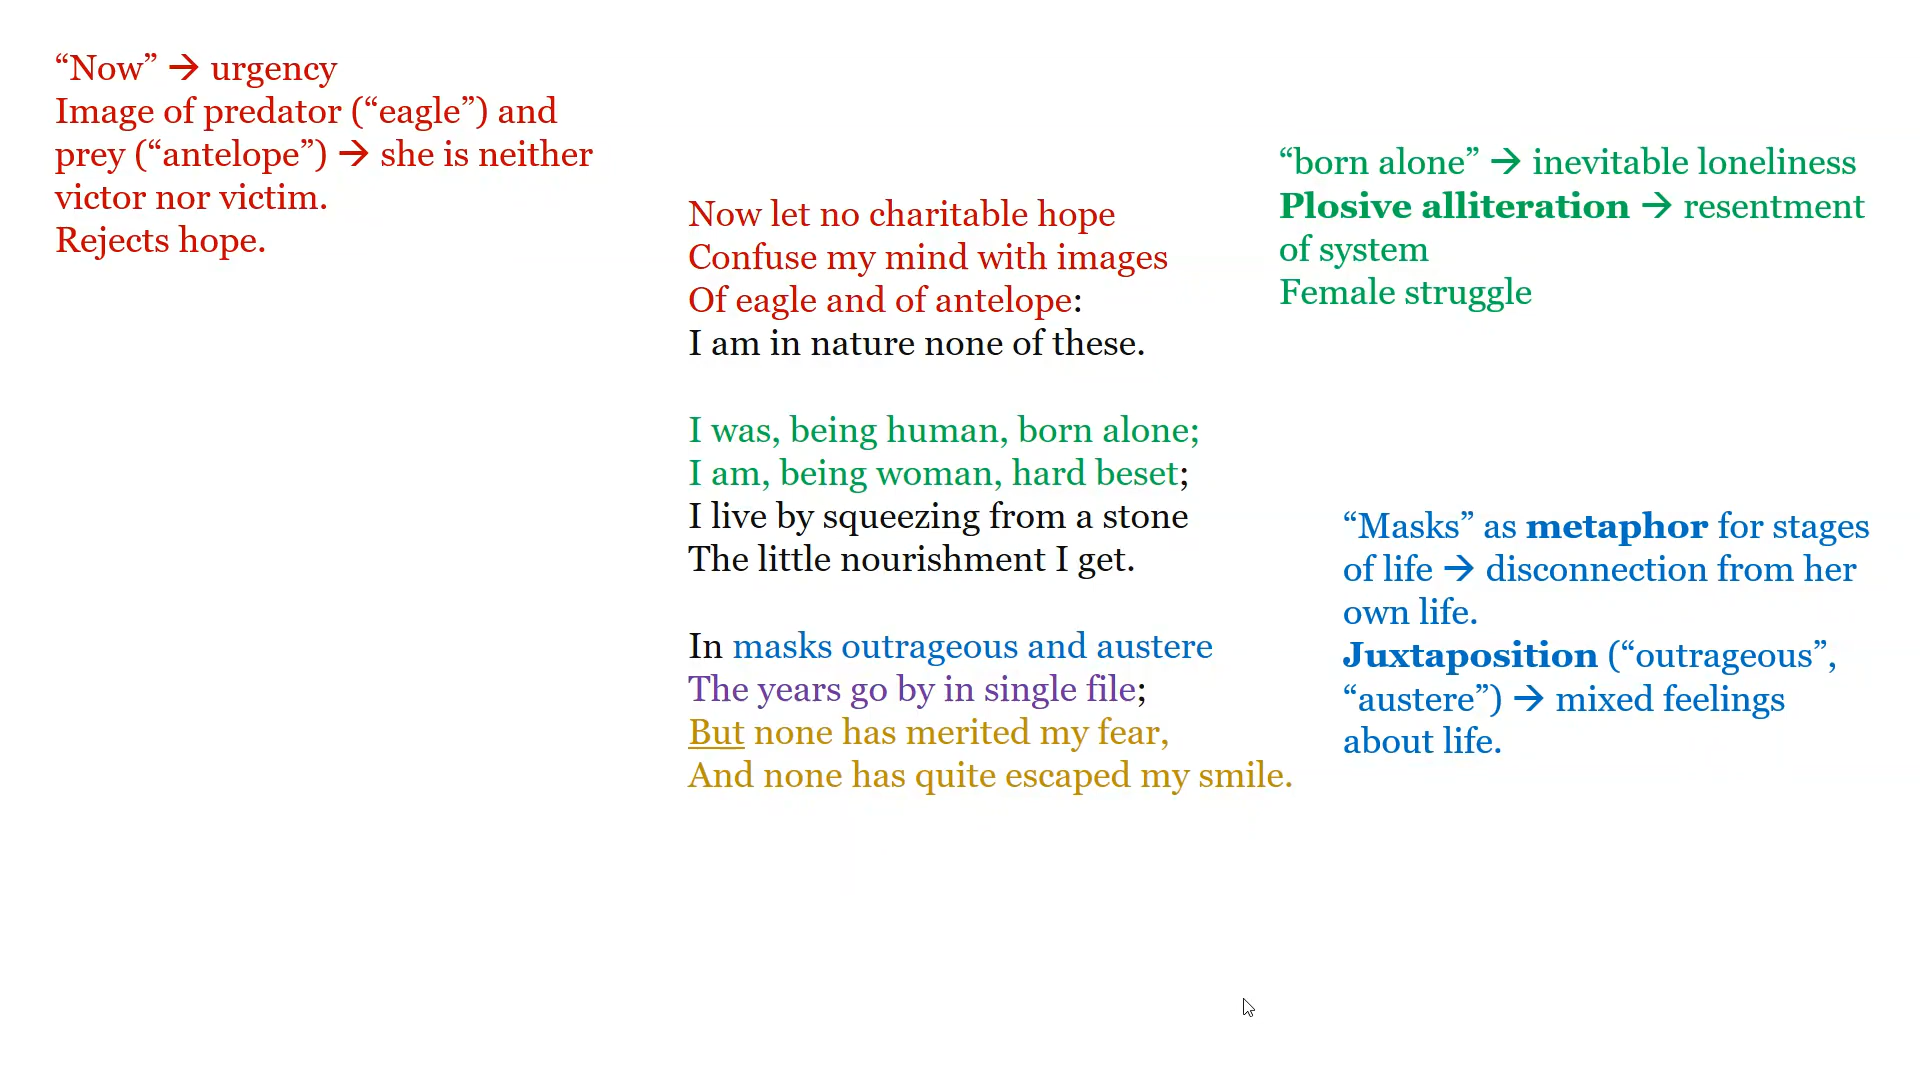 “Now” → urgency
Image of predator (“eagle”) and
prey (“antelope”) → she is neither
victor nor victim.
Rejects hope.
Now let no charitable hope
Confuse my mind with images
Of eagle and of antelope:
I am in nature none of these.
I was, being human, born alone;
I am, being woman, hard beset;
I live by squeezing from a stone
The little nourishment I get.
In masks outrageous and austere
The years go by in single file;
But none has merited my fear,
And none has quite escaped my smile.
“born alone” → inevitable loneliness
Plosive alliteration → resentment
of system
Female struggle
“Masks” as metaphor for stages
of life → disconnection from her
own life.
Juxtaposition (“outrageous”,
“austere”) → mixed feelings
about life.